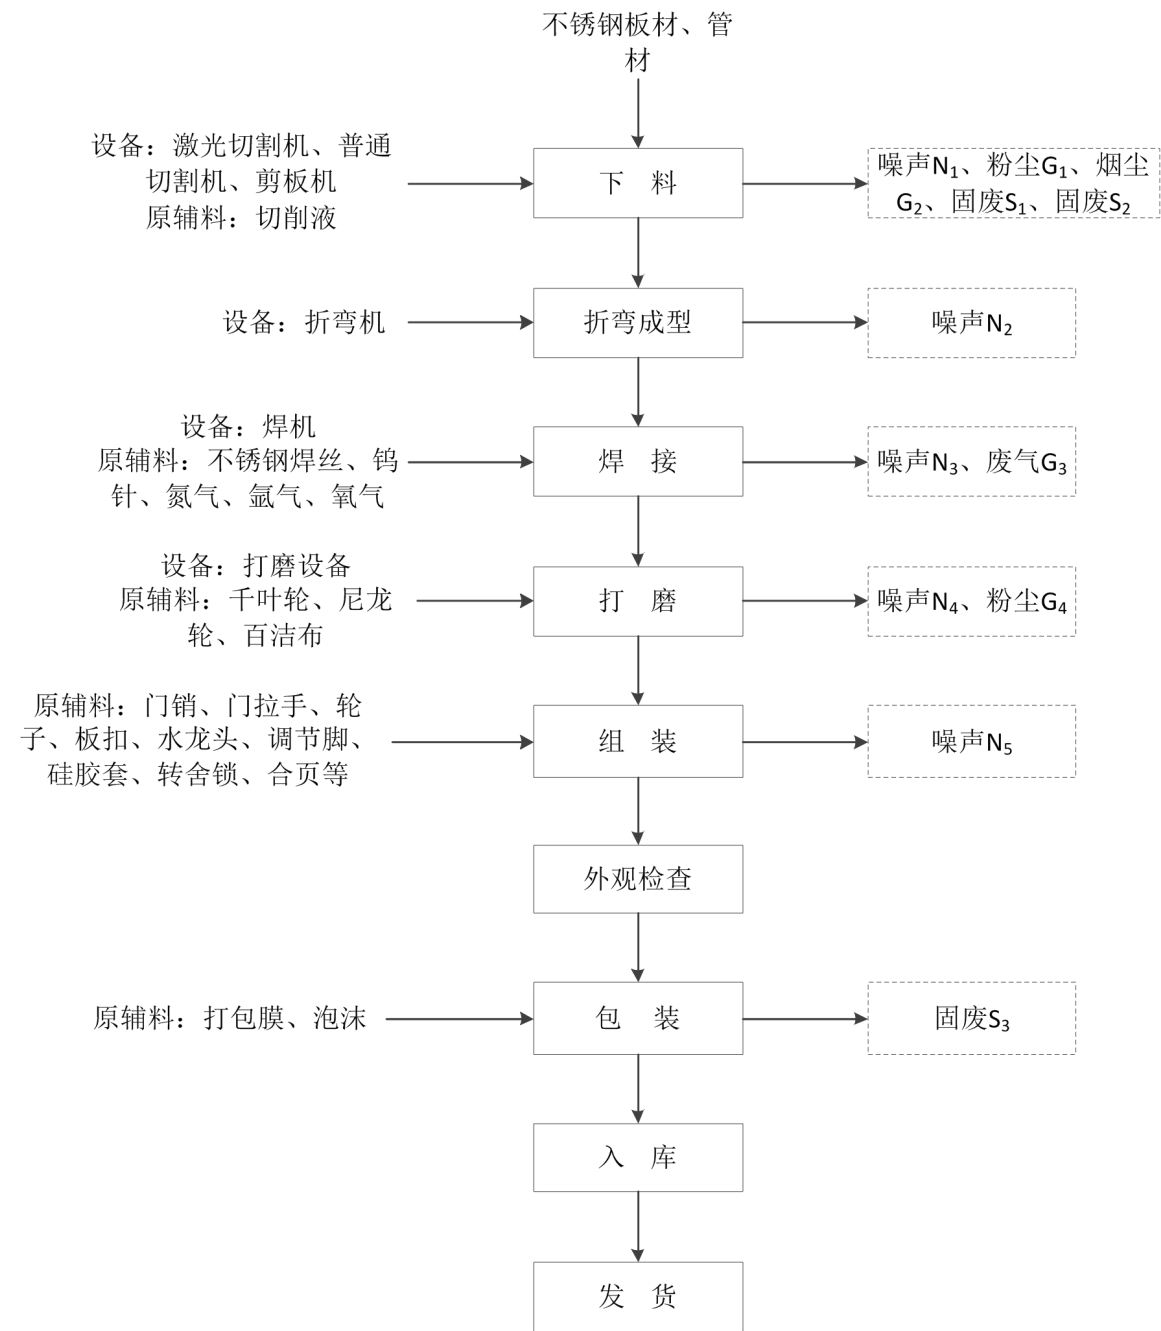 不锈钢板材、管
材
设备：激光切割机、普通
切割机、剪板机
原辅料：切削液
下 料
噪声N₁、粉尘G₁、烟尘
G₂、固废S₁、固废S₂
设备：折弯机
折弯成型
噪声N₂
设备：焊机
原辅料：不锈钢焊丝、钨
针、氮气、氩气、氧气
焊 接
噪声N₃、废气G₃
设备：打磨设备
原辅料：千叶轮、尼龙
轮、百洁布
打 磨
噪声N₄、粉尘G₄
原辅料：门销、门拉手、轮
子、板扣、水龙头、调节脚、
硅胶套、转舍锁、合页等
组 装
噪声N₅
外观检查
原辅料：打包膜、泡沫
包 装
固废S₃
入 库
发 货